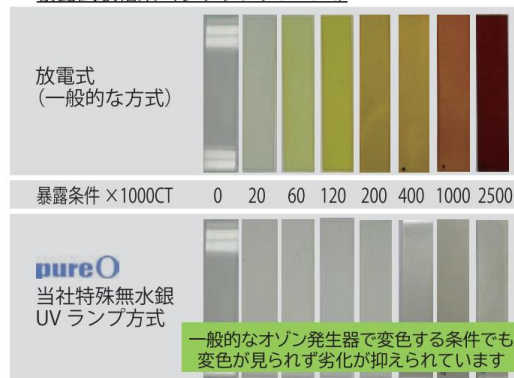 放電式
(一般的な方式)
暴露条件×1000CT 0 20 60 120 200 400 1000 2500
pureO
当社特殊無水銀
UVランプ方式
一般的なオゾン発生器で変色する条件でも
変色が見られず劣化が抑えられています